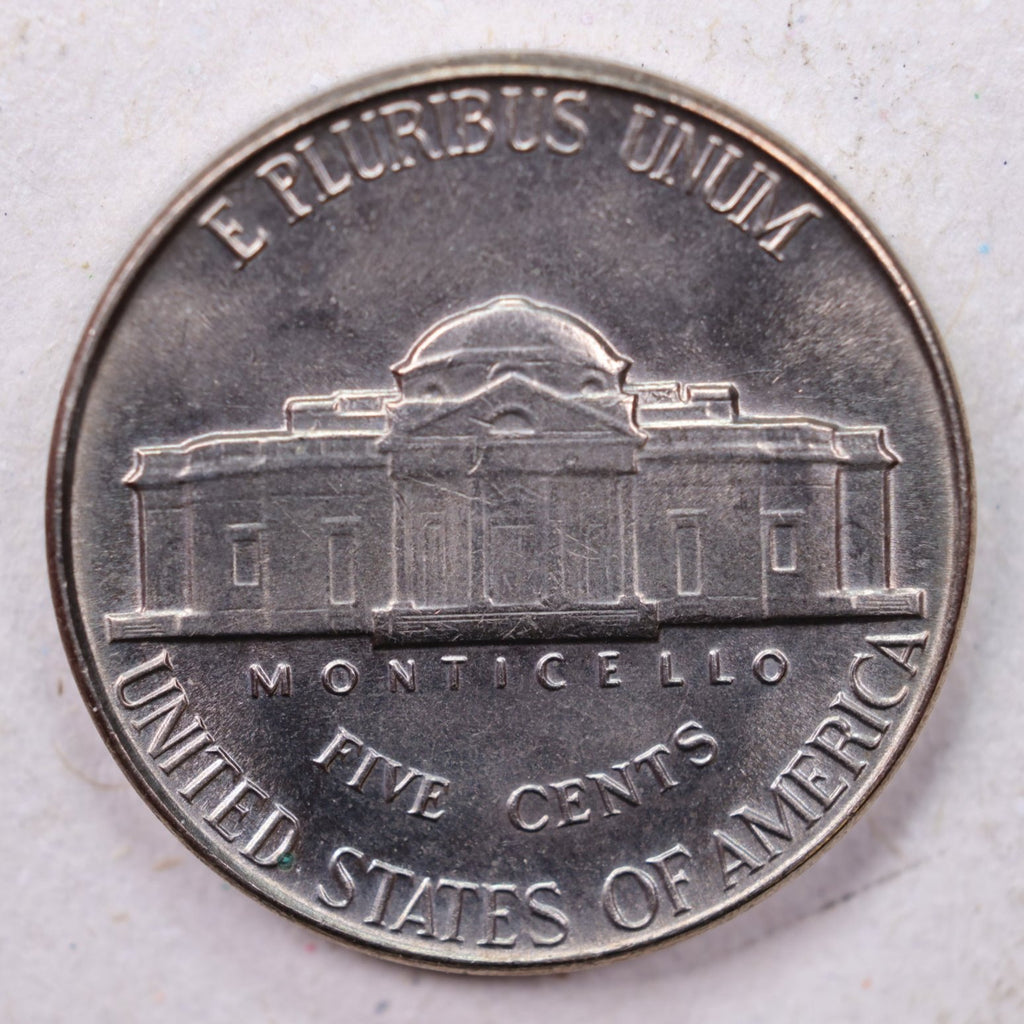 E PLURIBUS UNUM
MONTICELLO
FIVE CENTS
UNITED STATES OF AMERICA